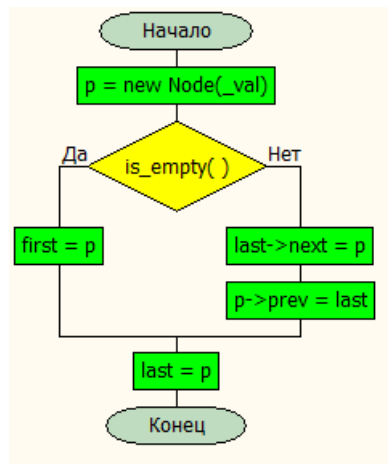 Начало
p = new Node(_val)
Да
is_empty( )
Нет
first = p
last->next = p
p->prev = last
last = p
Конец